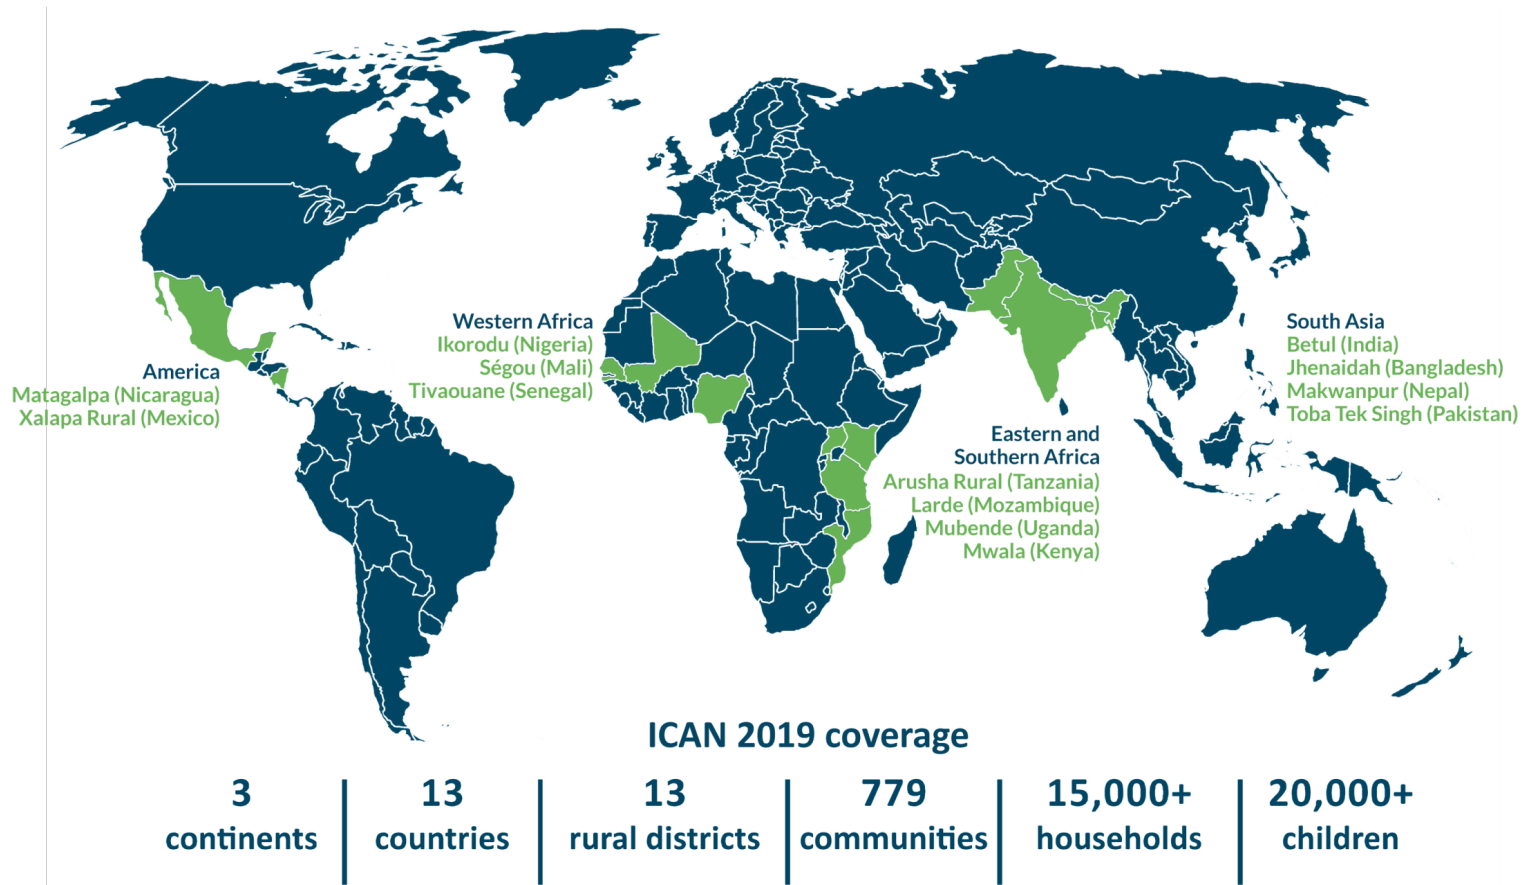 Western Africa
Ikorodu (Nigeria)
Ségou (Mali)
Tivaouane (Senegal)
South Asia
Betul (India)
Jhenaidah (Bangladesh)
Makwanpur (Nepal)
Toba Tek Singh (Pakistan)
America
Matagalpa (Nicaragua)
Xalapa Rural (Mexico)
Eastern and
Southern Africa
Arusha Rural (Tanzania)
Larde (Mozambique)
Mubende (Uganda)
Mwala (Kenya)
ICAN 2019 coverage
3
continents
13
countries
13
rural districts
779
communities
15,000+
households
20,000+
children